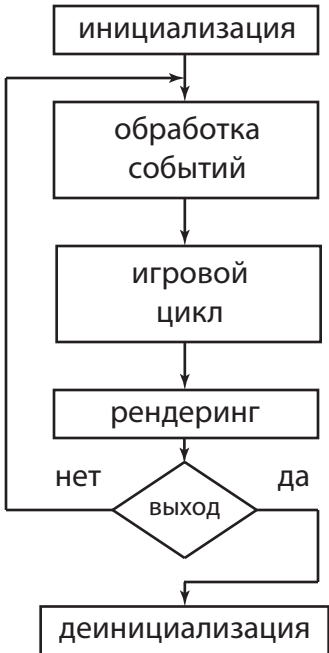 инициализация
обработка
событий
игровой
цикл
рендеринг
нет
да
выход
деинициализация